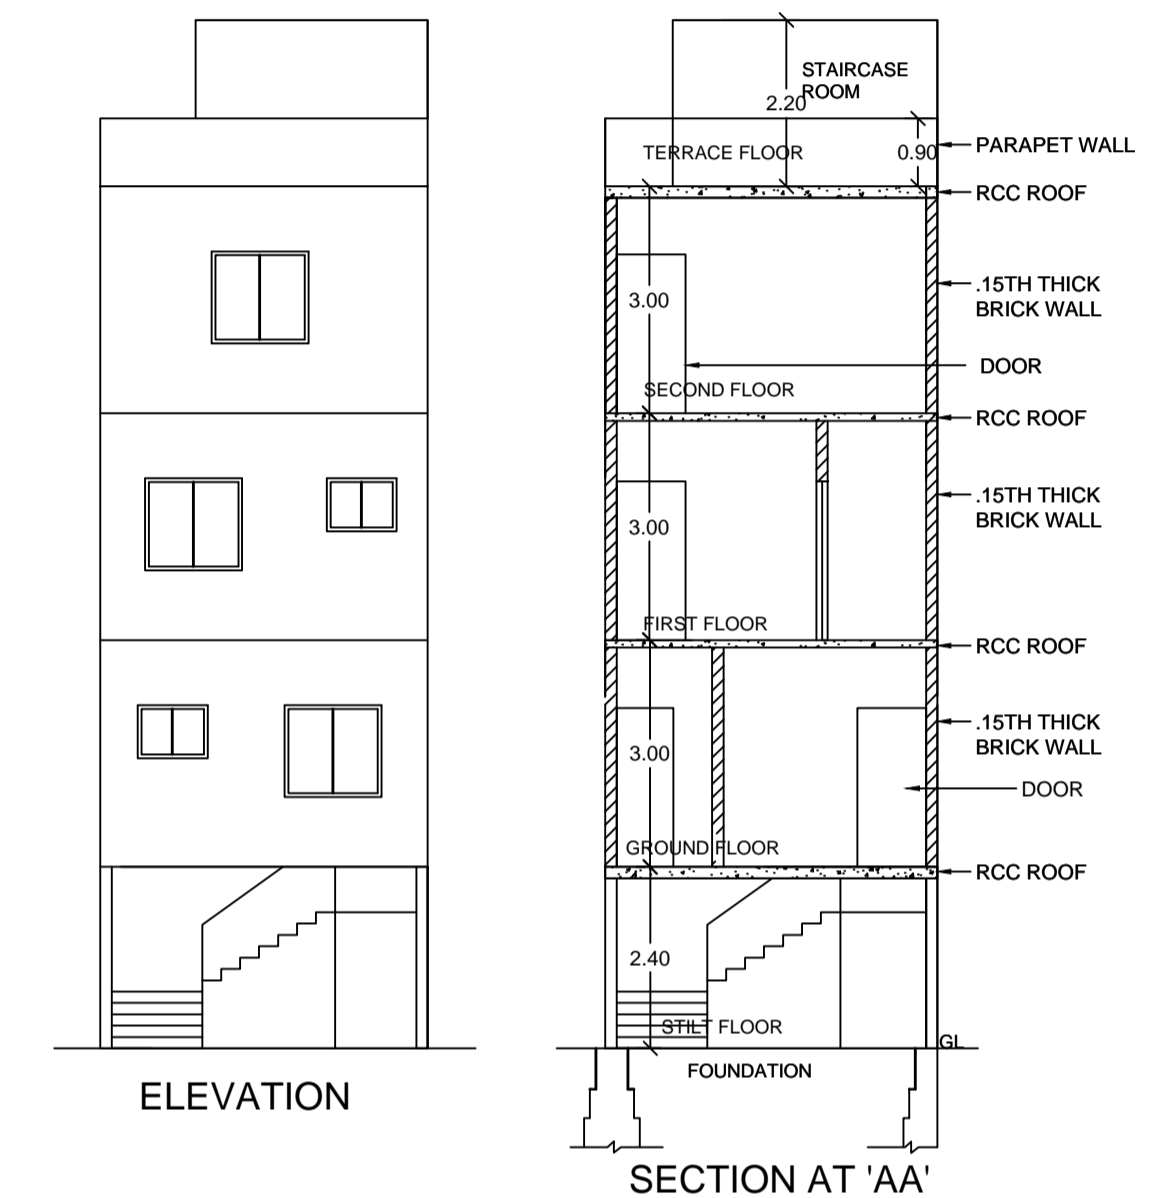 STAIRCASE
ROOM
2.20
PARAPET WALL
TERRACE FLOOR
0.90
RCC ROOF
.15TH THICK
BRICK WALL
3.00
DOOR
SECOND FLOOR
RCC ROOF
.15TH THICK
BRICK WALL
3.00
FIRST FLOOR
RCC ROOF
.15TH THICK
BRICK WALL
3.00
DOOR
GROUND FLOOR
RCC ROOF
2.40
STILT FLOOR
GL
FOUNDATION
ELEVATION
SECTION AT 'AA'